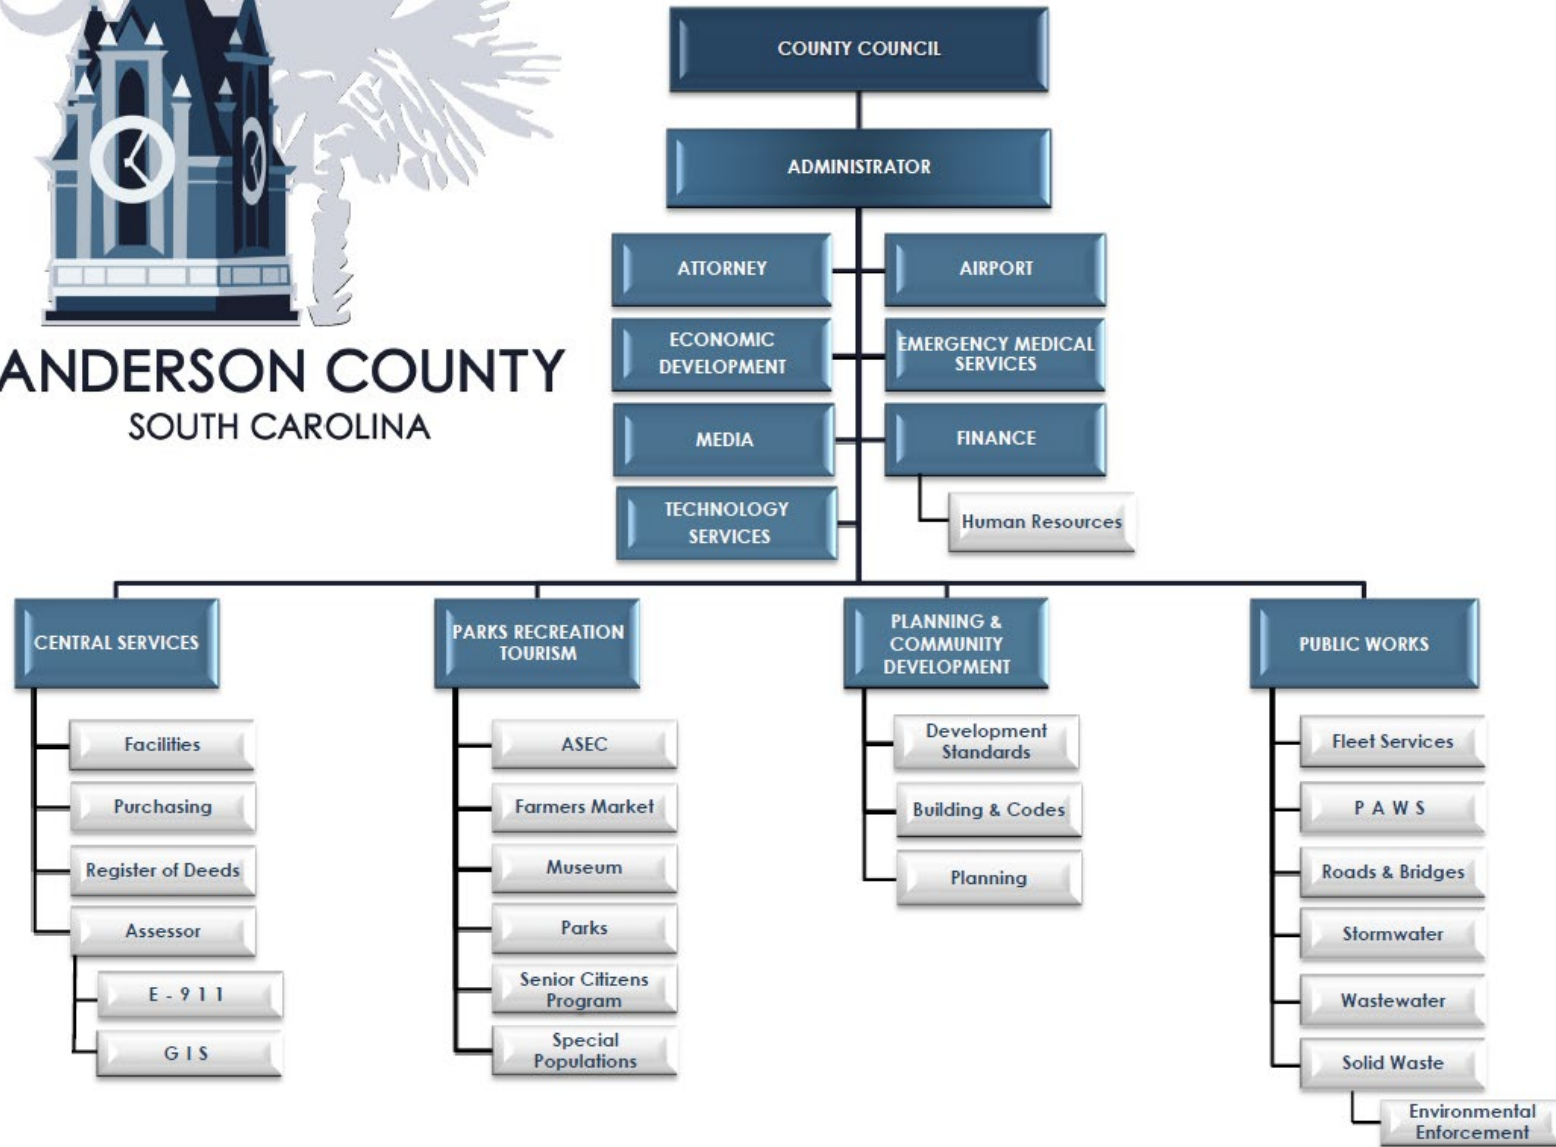 COUNTY COUNCIL
ADMINISTRATOR
ATTORNEY
AIRPORT
ECONOMIC
DEVELOPMENT
EMERGENCY MEDICAL
SERVICES
MEDIA
FINANCE
TECHNOLOGY
SERVICES
Human Resources
ANDERSON COUNTY
SOUTH CAROLINA
CENTRAL SERVICES
Facilities
Purchasing
Register of Deeds
Assessor
E - 9 1 1
G I S
PARKS RECREATION
TOURISM
ASEC
Farmers Market
Museum
Parks
Senior Citizens
Program
Special
Populations
PLANNING &
COMMUNITY
DEVELOPMENT
Development
Standards
Building & Codes
Planning
PUBLIC WORKS
Fleet Services
P A W S
Roads & Bridges
Stormwater
Wastewater
Solid Waste
Environmental
Enforcement